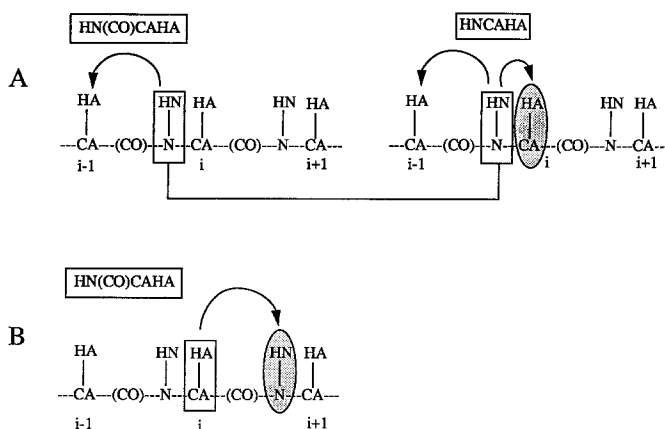 HN(CO)CAHA
HNCAHA
A
HA HN HA HN HA HA HN HA HN HA
---CA--(CO)--N--CA--(CO)--N--CA--- ---CA--(CO)--N--CA--(CO)--N--CA---
i-1 i i+1 i-1 i i+1
HN(CO)CAHA
B
HA HN HA HN HA
---CA--(CO)--N--CA--(CO)--N--CA---
i-1 i i+1